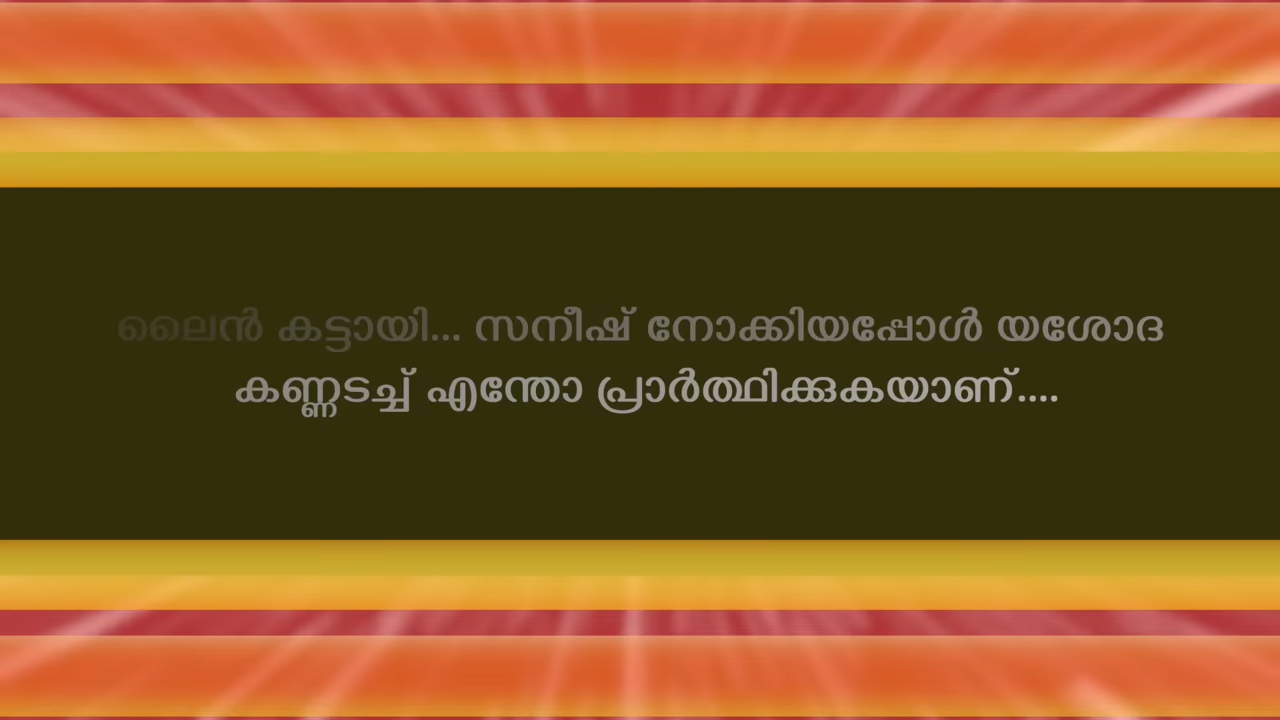 ലൈൻ കട്ടായി... സനീഷ് നോക്കിയപ്പോൾ യശോദ
കണ്ണടച്ച് എന്തോ പ്രാർത്ഥിക്കുകയാണ്....